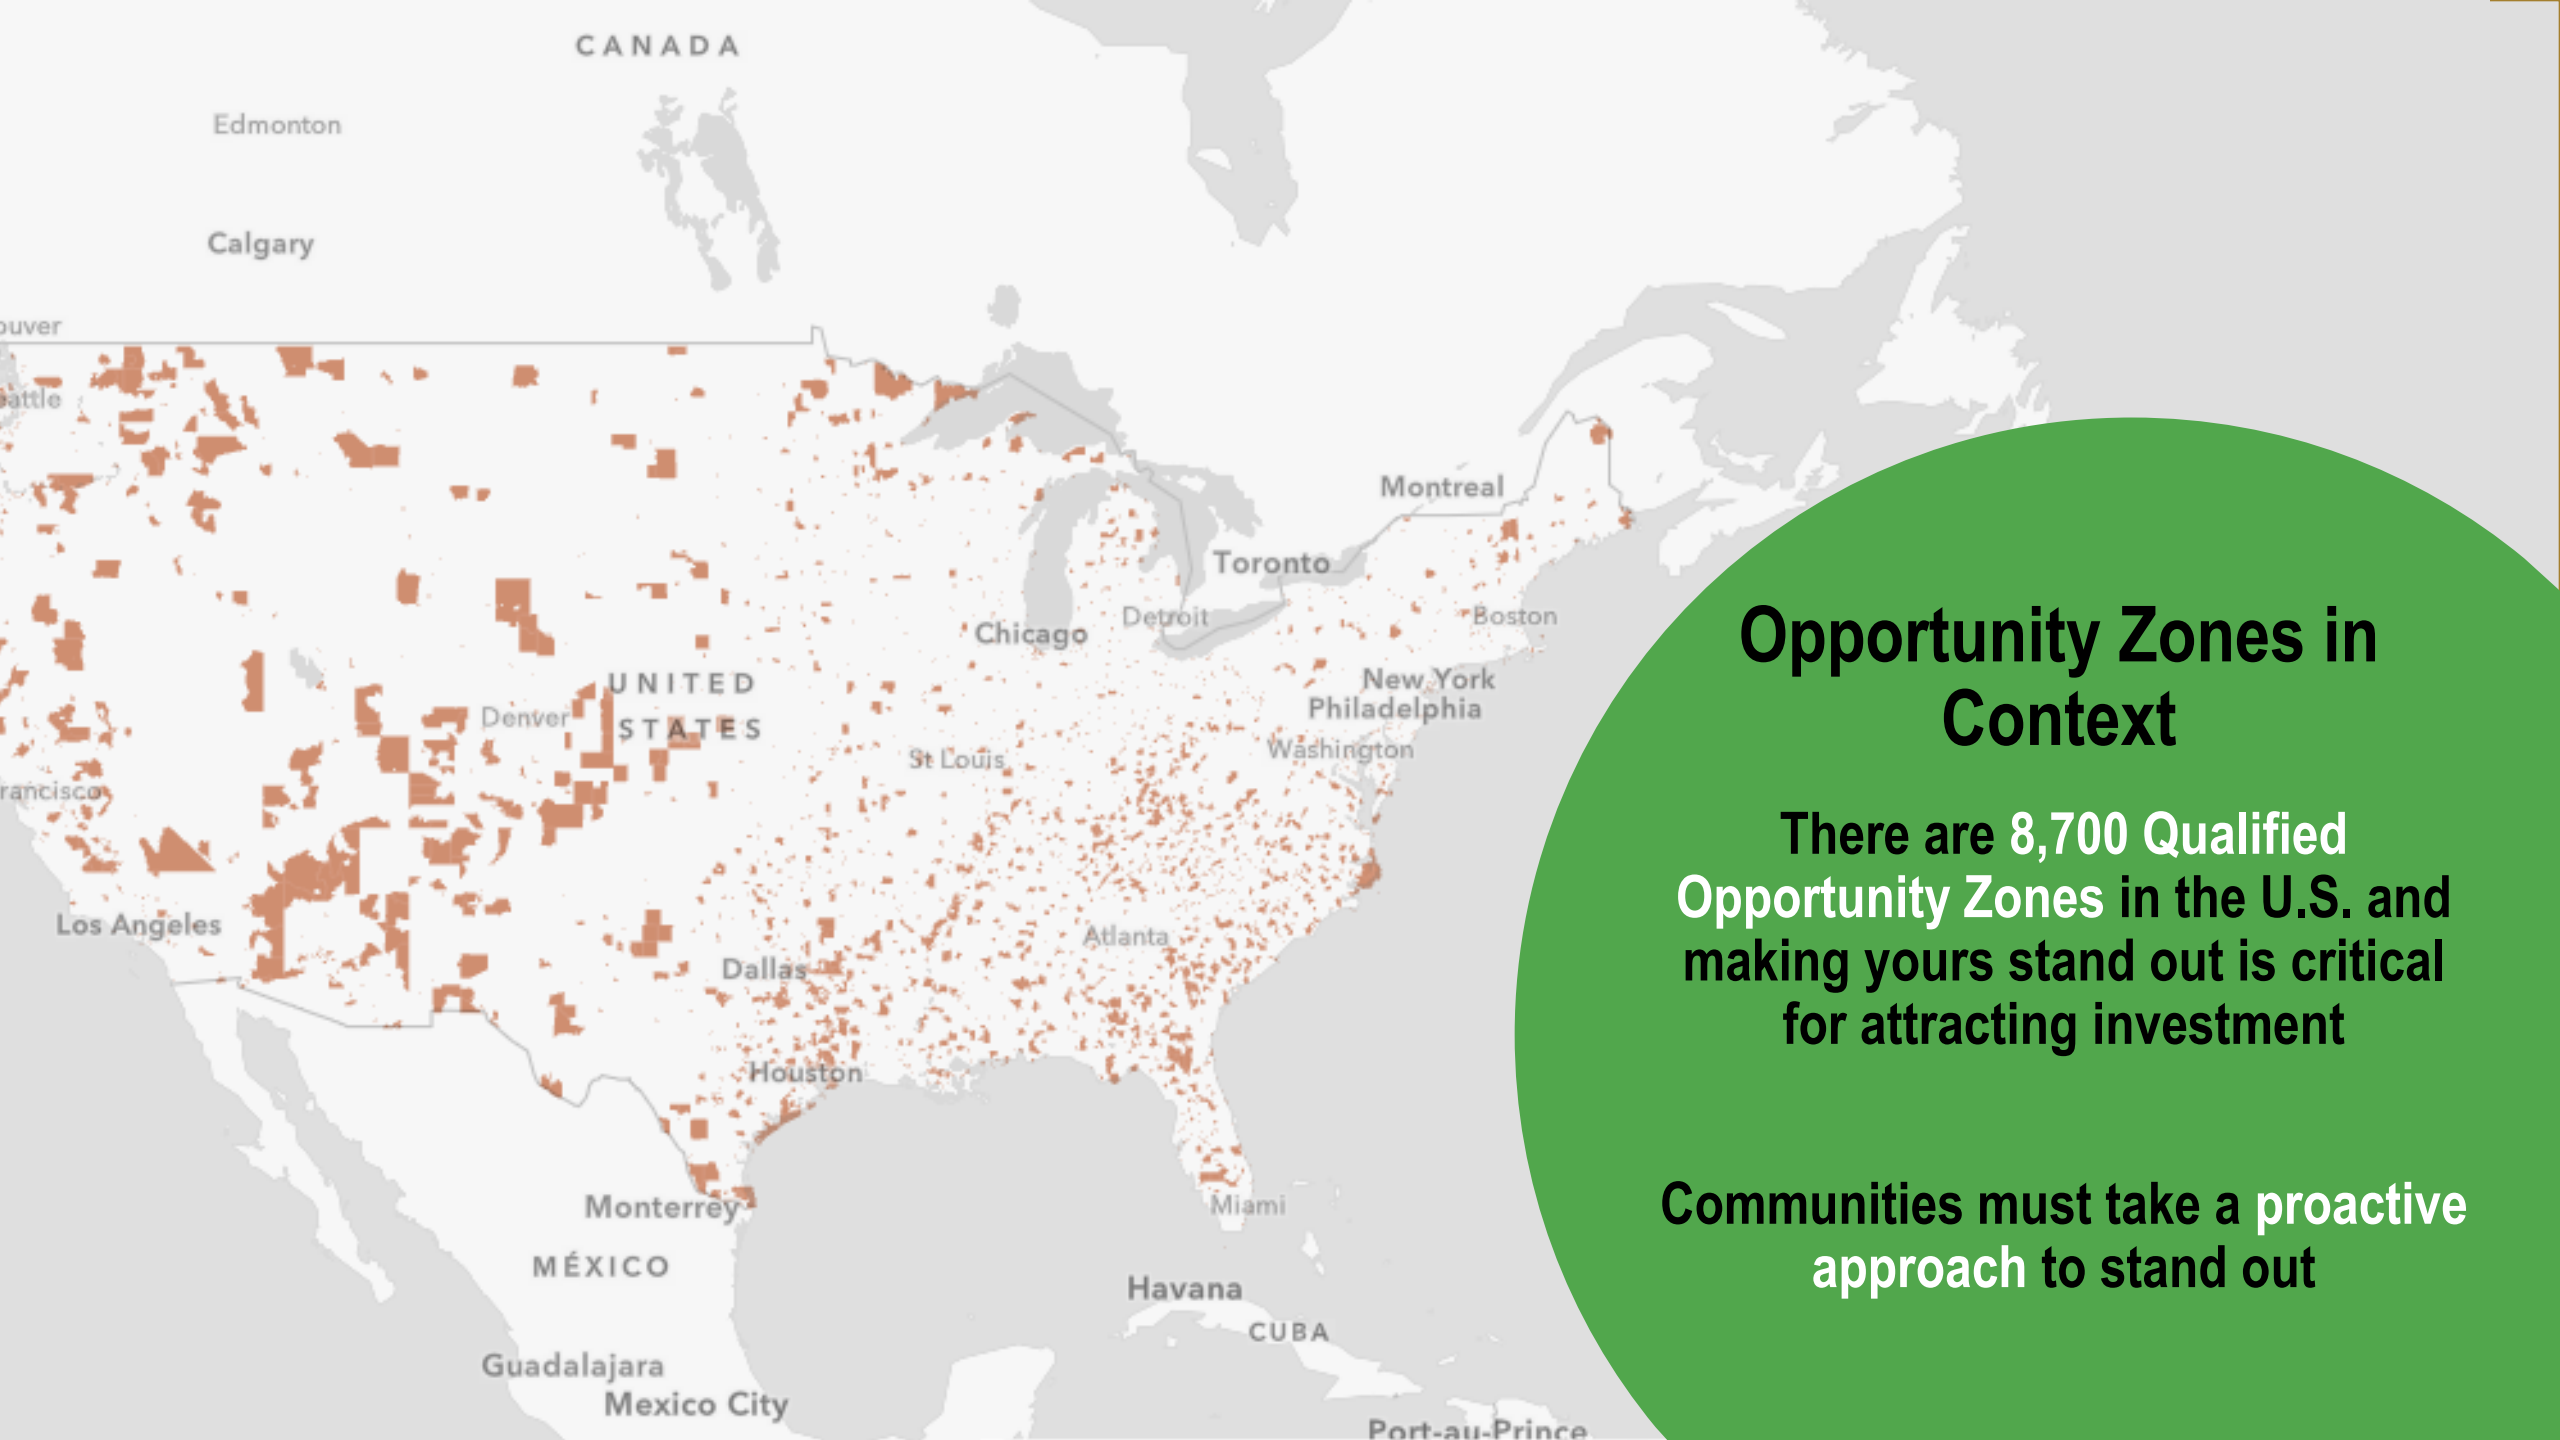 CANADA
Edmonton
Calgary
ouver
eattle
Montreal
Toronto
Detroit
Boston
Chicago
New York
UNITED
Philadelphia
Denver
STATES
Washington
St Louis
rancisco
Los Angeles
Atlanta
Dallas
Houston
Monterrey
Miami
MÉXICO
Havana
CUBA
Guadalajara
Mexico City
Port-au-Prince
Opportunity Zones in
Context
There are 8,700 Qualified
Opportunity Zones in the U.S. and
making yours stand out is critical
for attracting investment
Communities must take a proactive
approach to stand out